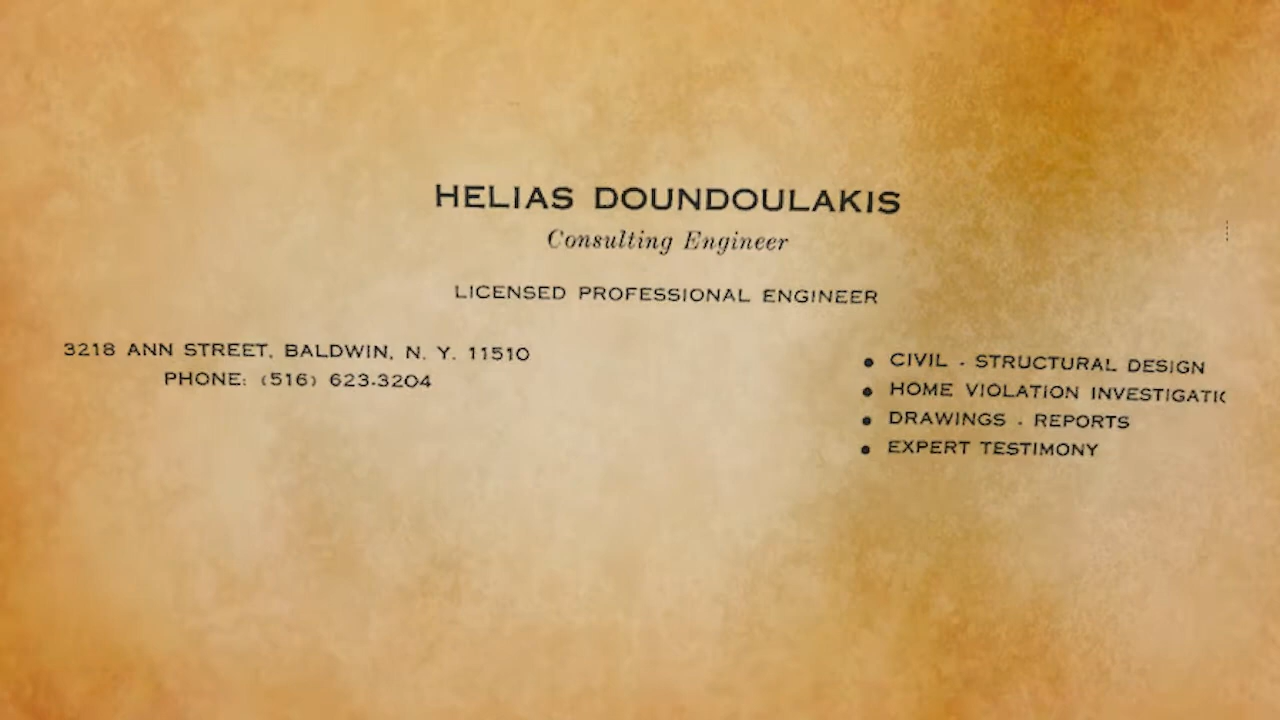 HELIAS DOUNDOULAKIS
Consulting Engineer
LICENSED PROFESSIONAL ENGINEER
3218 ANN STREET, BALDWIN, N. Y. 11510
PHONE: (516) 623-3204
• CIVIL - STRUCTURAL DESIGN
• HOME VIOLATION
• DRAWINGS - REPORTS
• EXPERT TESTIMONY